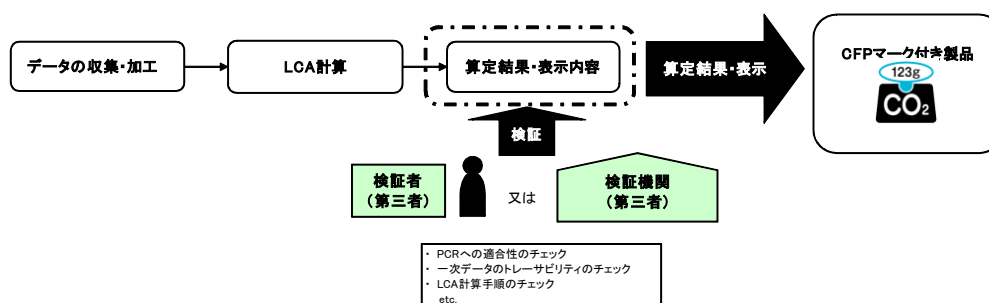 データの収集・加工
LCA計算
算定結果・表示内容
算定結果・表示
CFPマーク付き製品
123g
CO2
検証
検証者
(第三者)
又は
検証機関
(第三者)
・ PCRへの適合性のチェック
・ 一次データのトレーサビリティのチェック
・ LCA計算手順のチェック
etc.